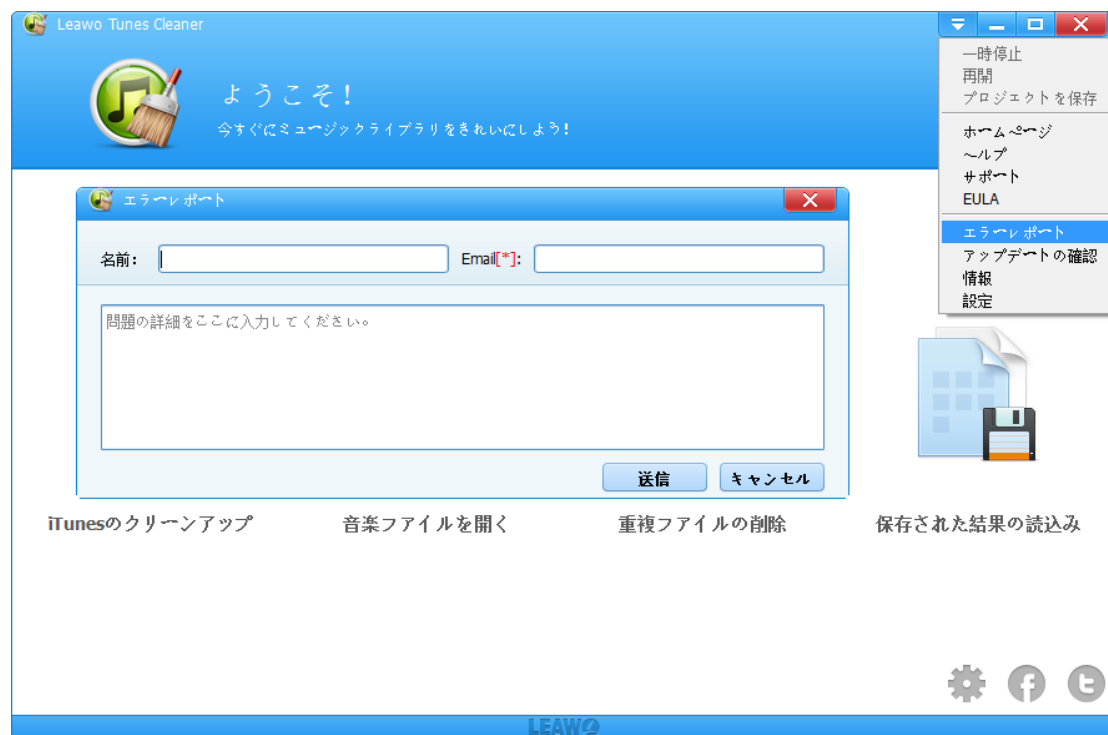 Leawo Tunes Cleaner
ようこそ!
今すぐにミュージックライブラリをきれいにしよう!
一時停止
再開
プロジェクトを保存
ホームページ
ヘルプ
サポート
EULA
エラーレポート
アップデートの確認
情報
設定
エラーレポート
名前:
Email[*]:
問題の詳細をここに入力してください。
送信
キャンセル
iTunesのクリーンアップ
音楽ファイルを開く
重複ファイルの削除
保存された結果の読込み
LEAWO